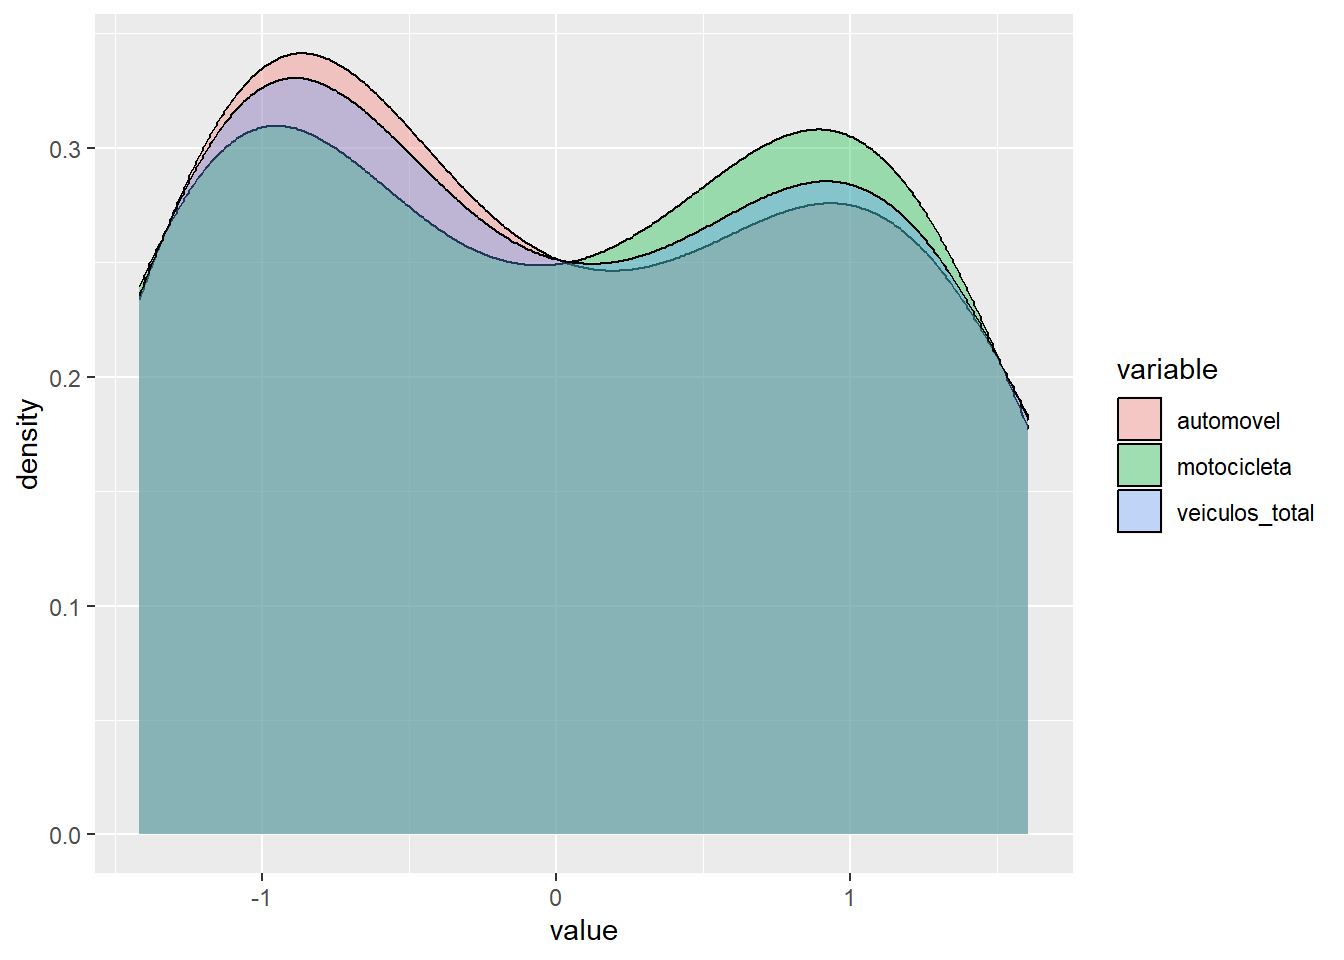 0.3
0.2
0.1
0.0
density
-1
0
1
value
variable
automovel
motocicleta
veiculos_total